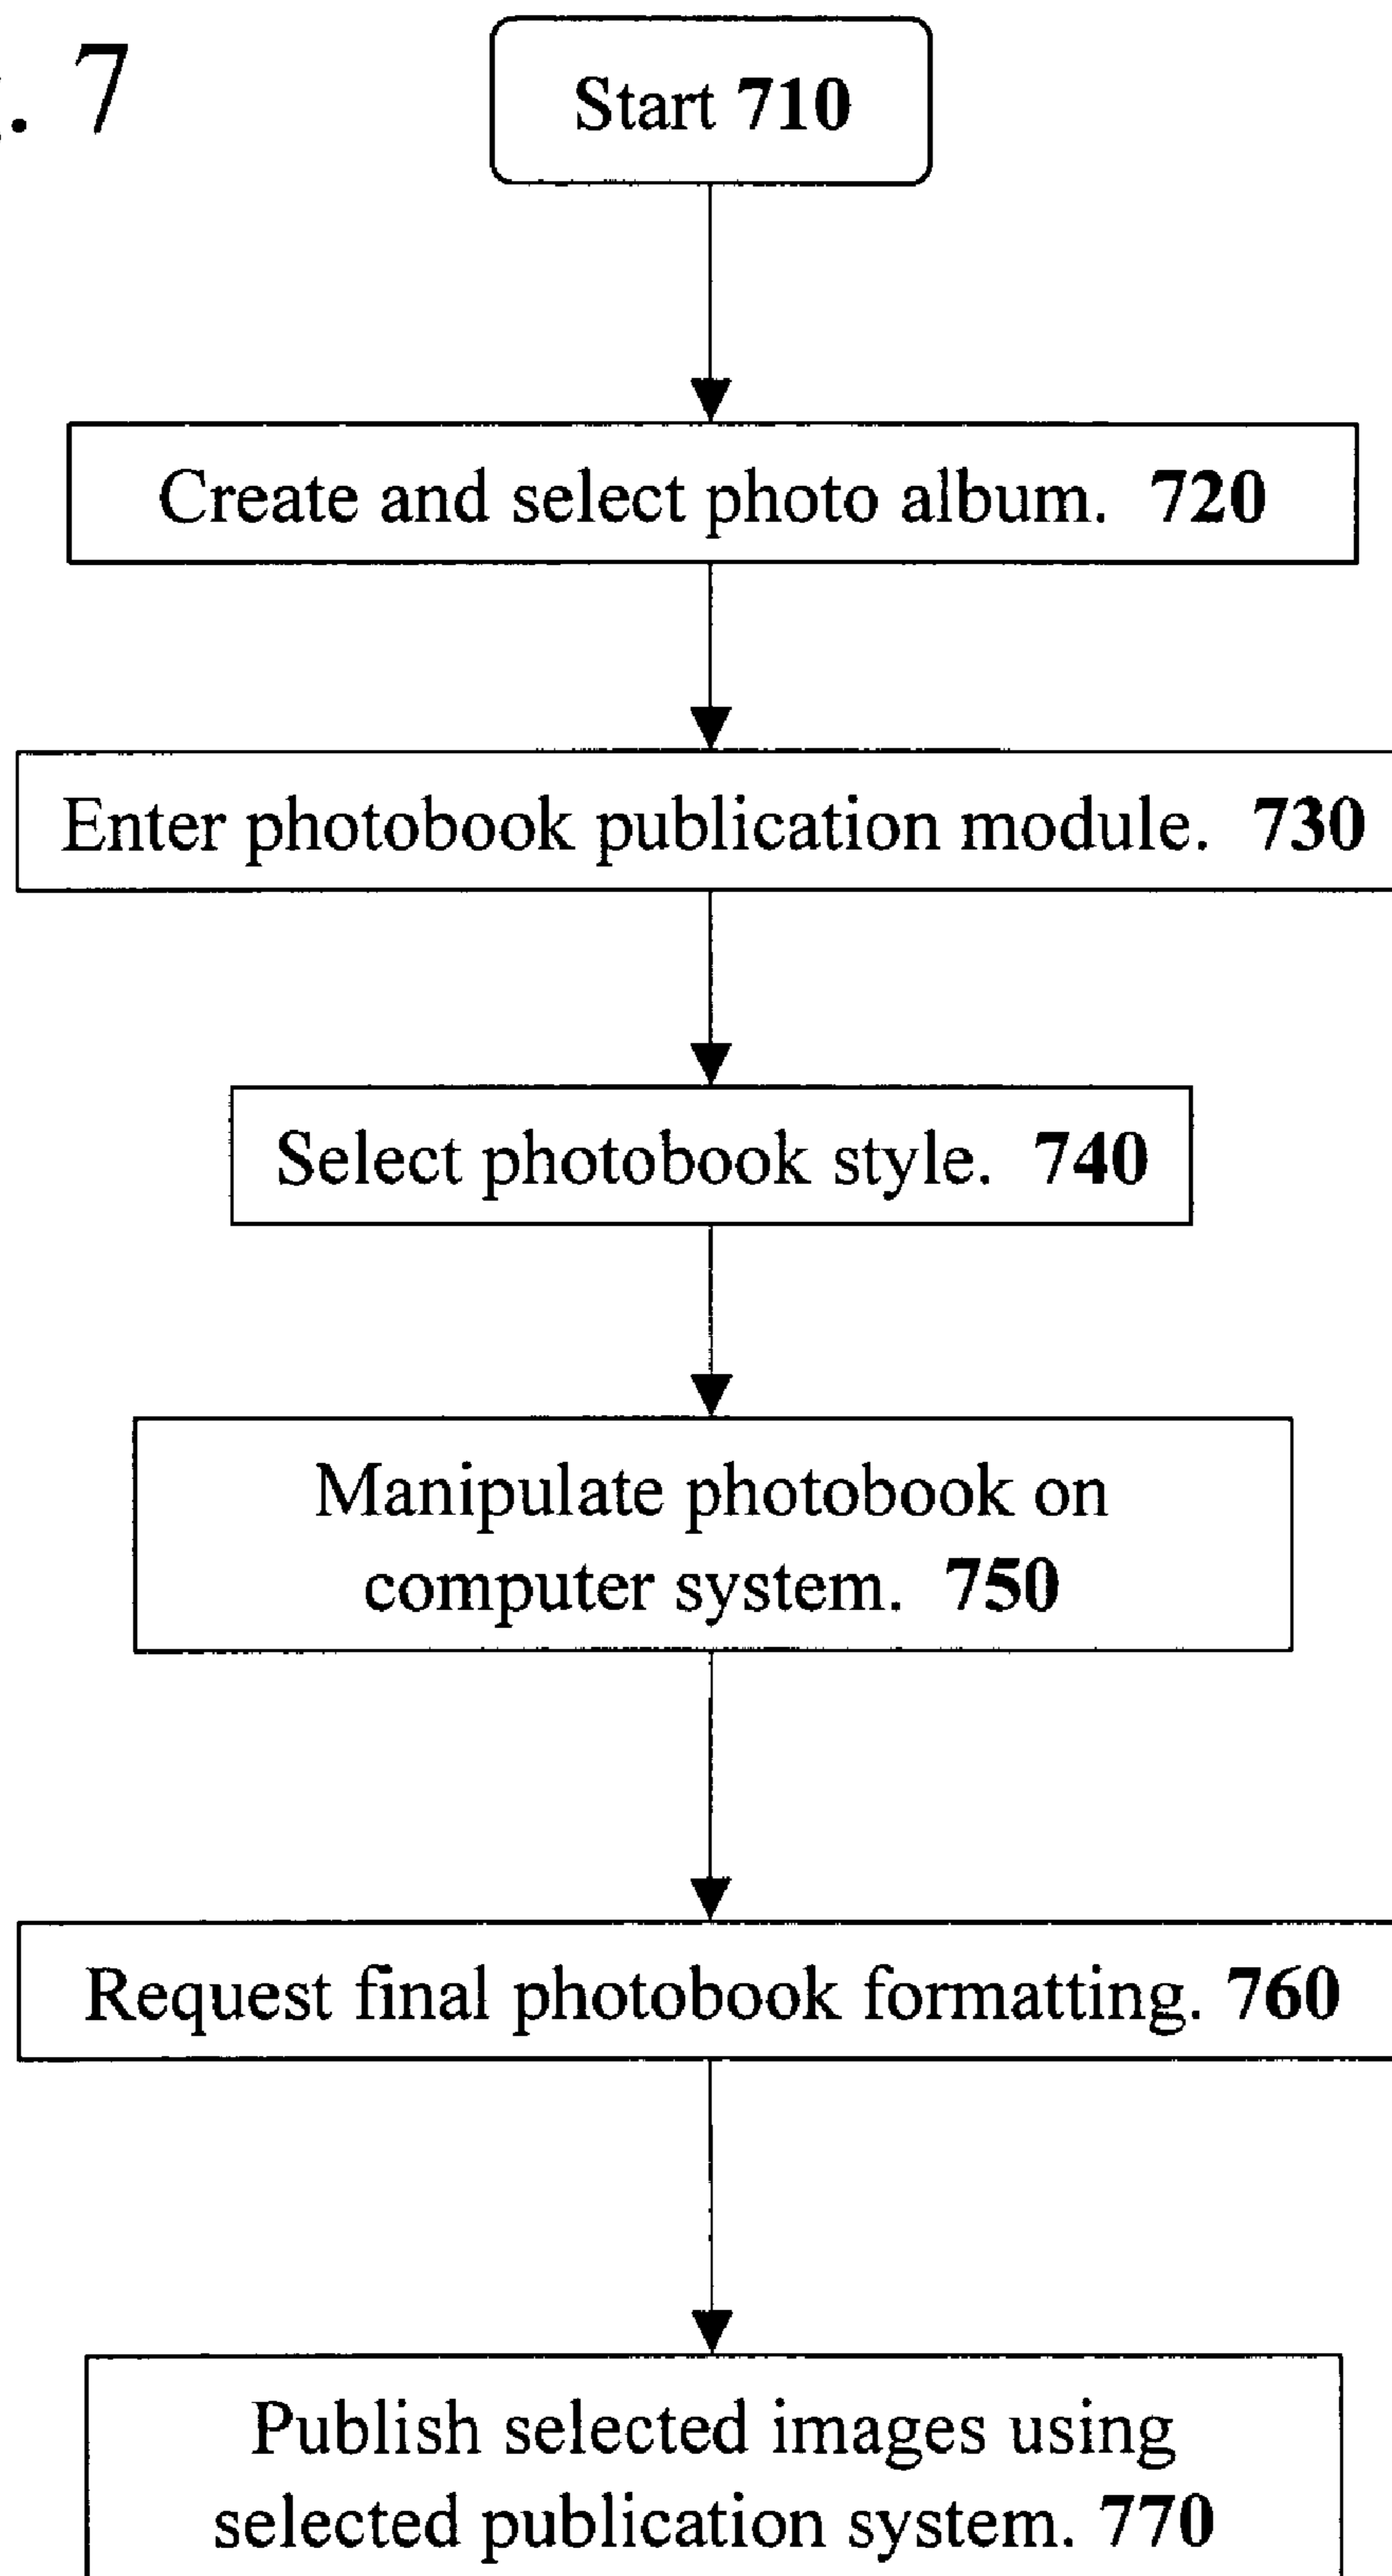 . 7
Start 710
Create and select photo album. 720
Enter photobook publication module. 730
Select photobook style. 740
Manipulate photobook on
computer system. 750
Request final photobook formatting. 760
Publish selected images using
selected publication system. 770